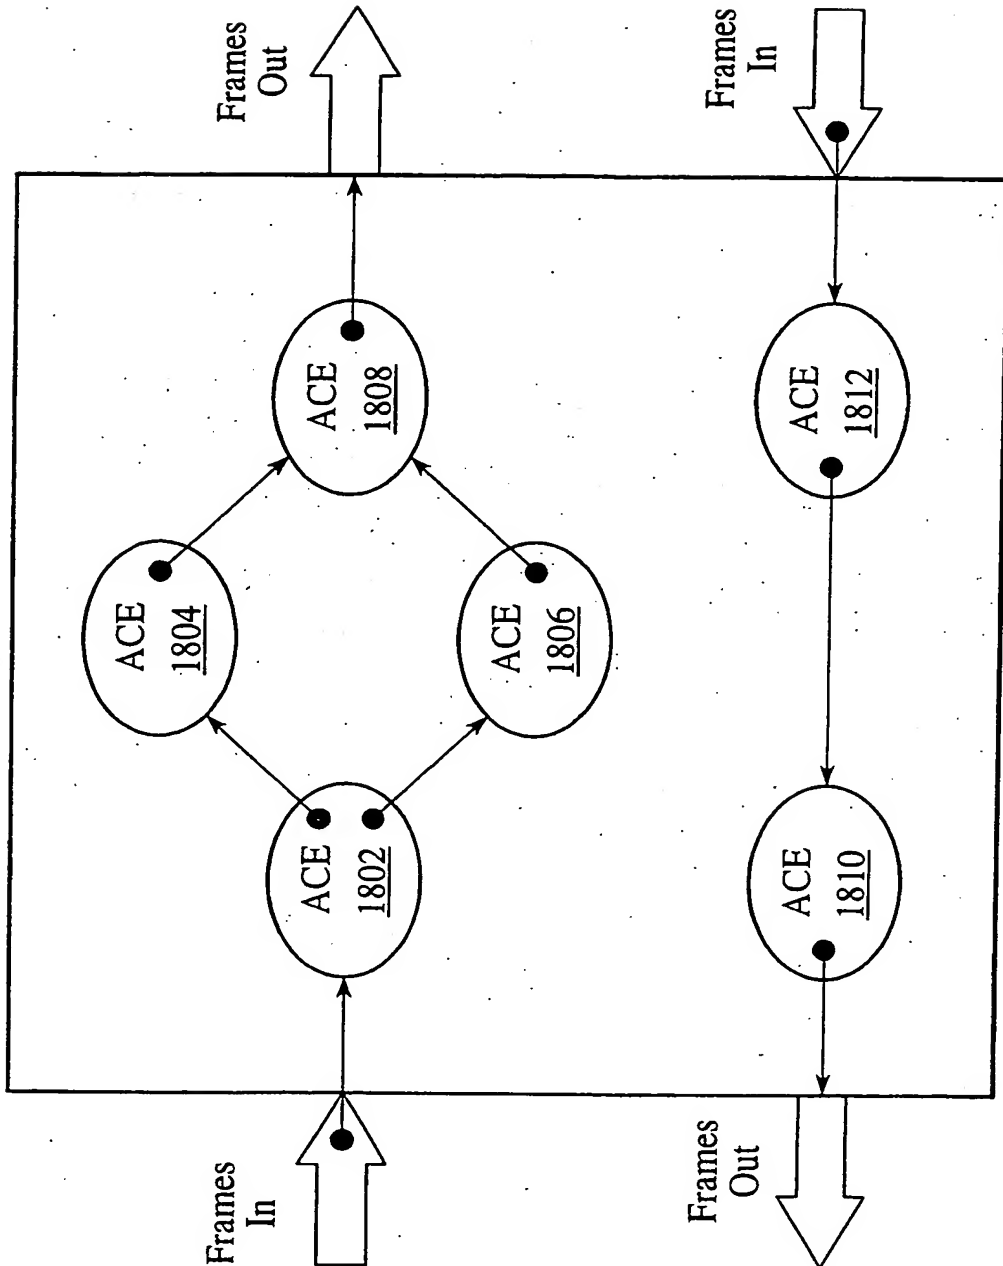 Frames
In
Frames
Out
ACE
1802
ACE
1804
ACE
1806
ACE
1808
Frames
Out
Frames
In
ACE
1810
ACE
1812